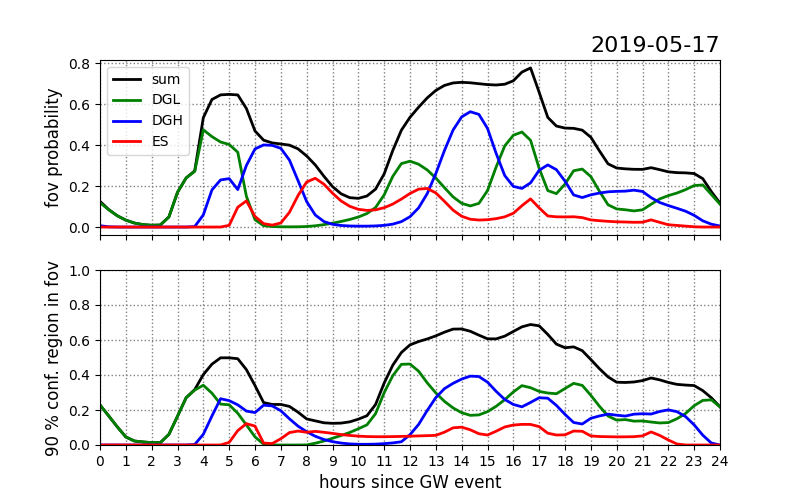 2019-05-17
fov probability
0.8
0.6
0.4
0.2
0.0
sum
DGL
DGH
ES
90 % conf. region in fov
1.0
0.8
0.6
0.4
0.2
0.0
0 1 2 3 4 5 6 7 8 9 10 11 12 13 14 15 16 17 18 19 20 21 22 23 24
hours since GW event